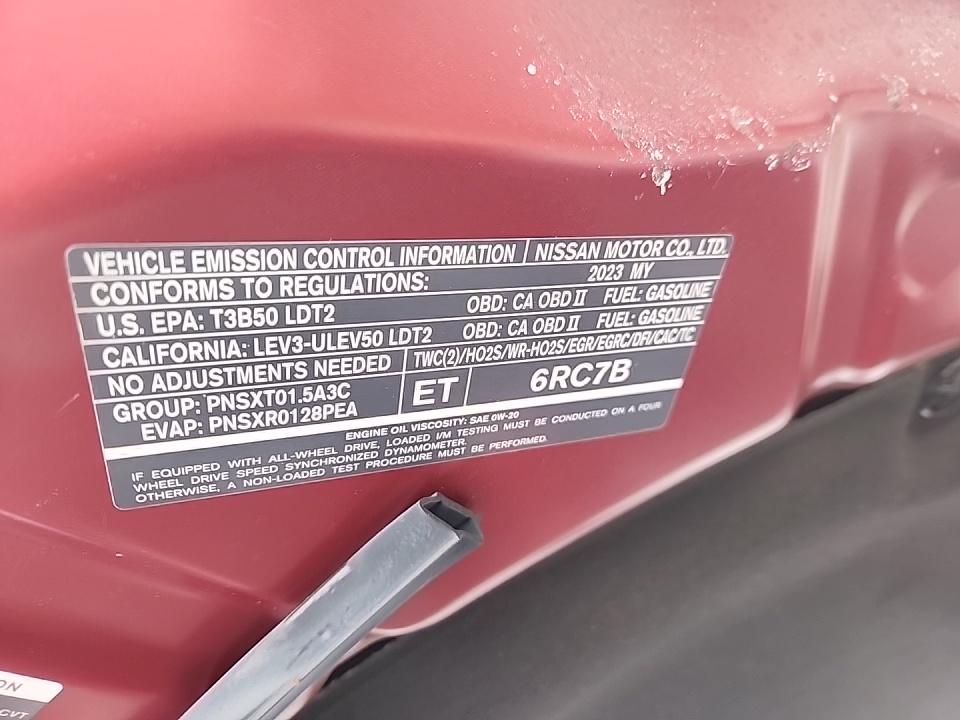 VEHICLE EMISSION CONTROL INFORMATION NISSAN MOTOR CO., LTD.
CONFORMS TO REGULATIONS: 2023 MY
U.S. EPA: T3B50 LDT2 OBD: CA OBD II FUEL: GASOLINE
CALIFORNIA: LEV3-ULEV50 LDT2 OBD: CA OBD II FUEL: GASOLINE
NO ADJUSTMENTS NEEDED TWC(2)/HO2S/WR-HO2S/EGR/EGRC/DFI/CAC/TC
GROUP: PNSXT01.5A3C ET 6RC7B
EVAP: PNSXR0128PEA
ENGINE OIL VISCOSITY: SAE 0W-20
IF EQUIPPED WITH ALL-WHEEL DRIVE, LOADED I/M TESTING MUST BE CONDUCTED ON A FOUR
WHEEL DRIVE SPEED SYNCHRONIZED DYNAMOMETER.
OTHERWISE, A NON-LOADED TEST PROCEDURE MUST BE PERFORMED.
ON
CVT